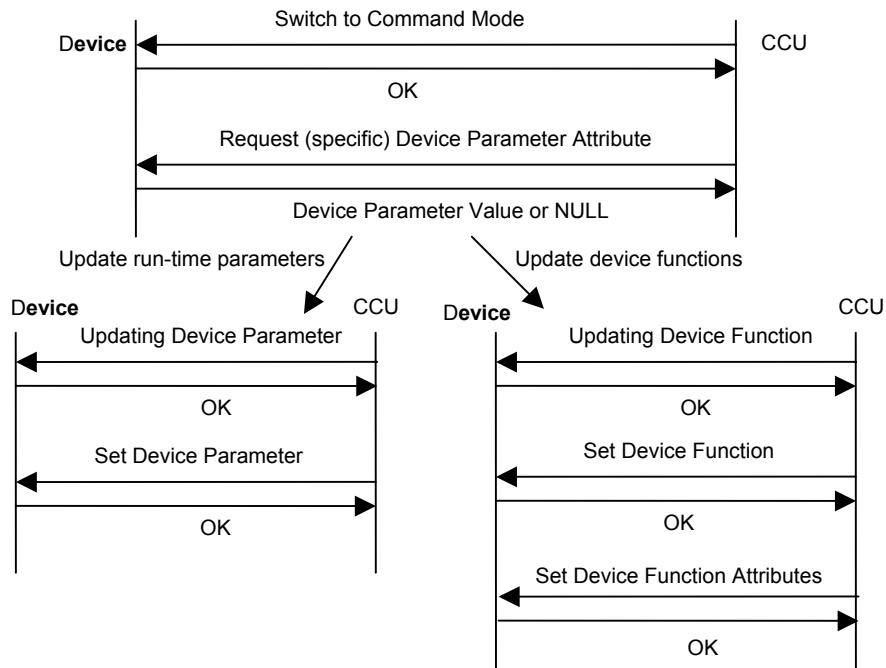 Switch to Command Mode
Device
CCU
OK
Request (specific) Device Parameter Attribute
Device Parameter Value or NULL
Update run-time parameters
Update device functions
Device
CCU
Updating Device Parameter
OK
Set Device Parameter
OK
Device
CCU
Updating Device Function
OK
Set Device Function
OK
Set Device Function Attributes
OK